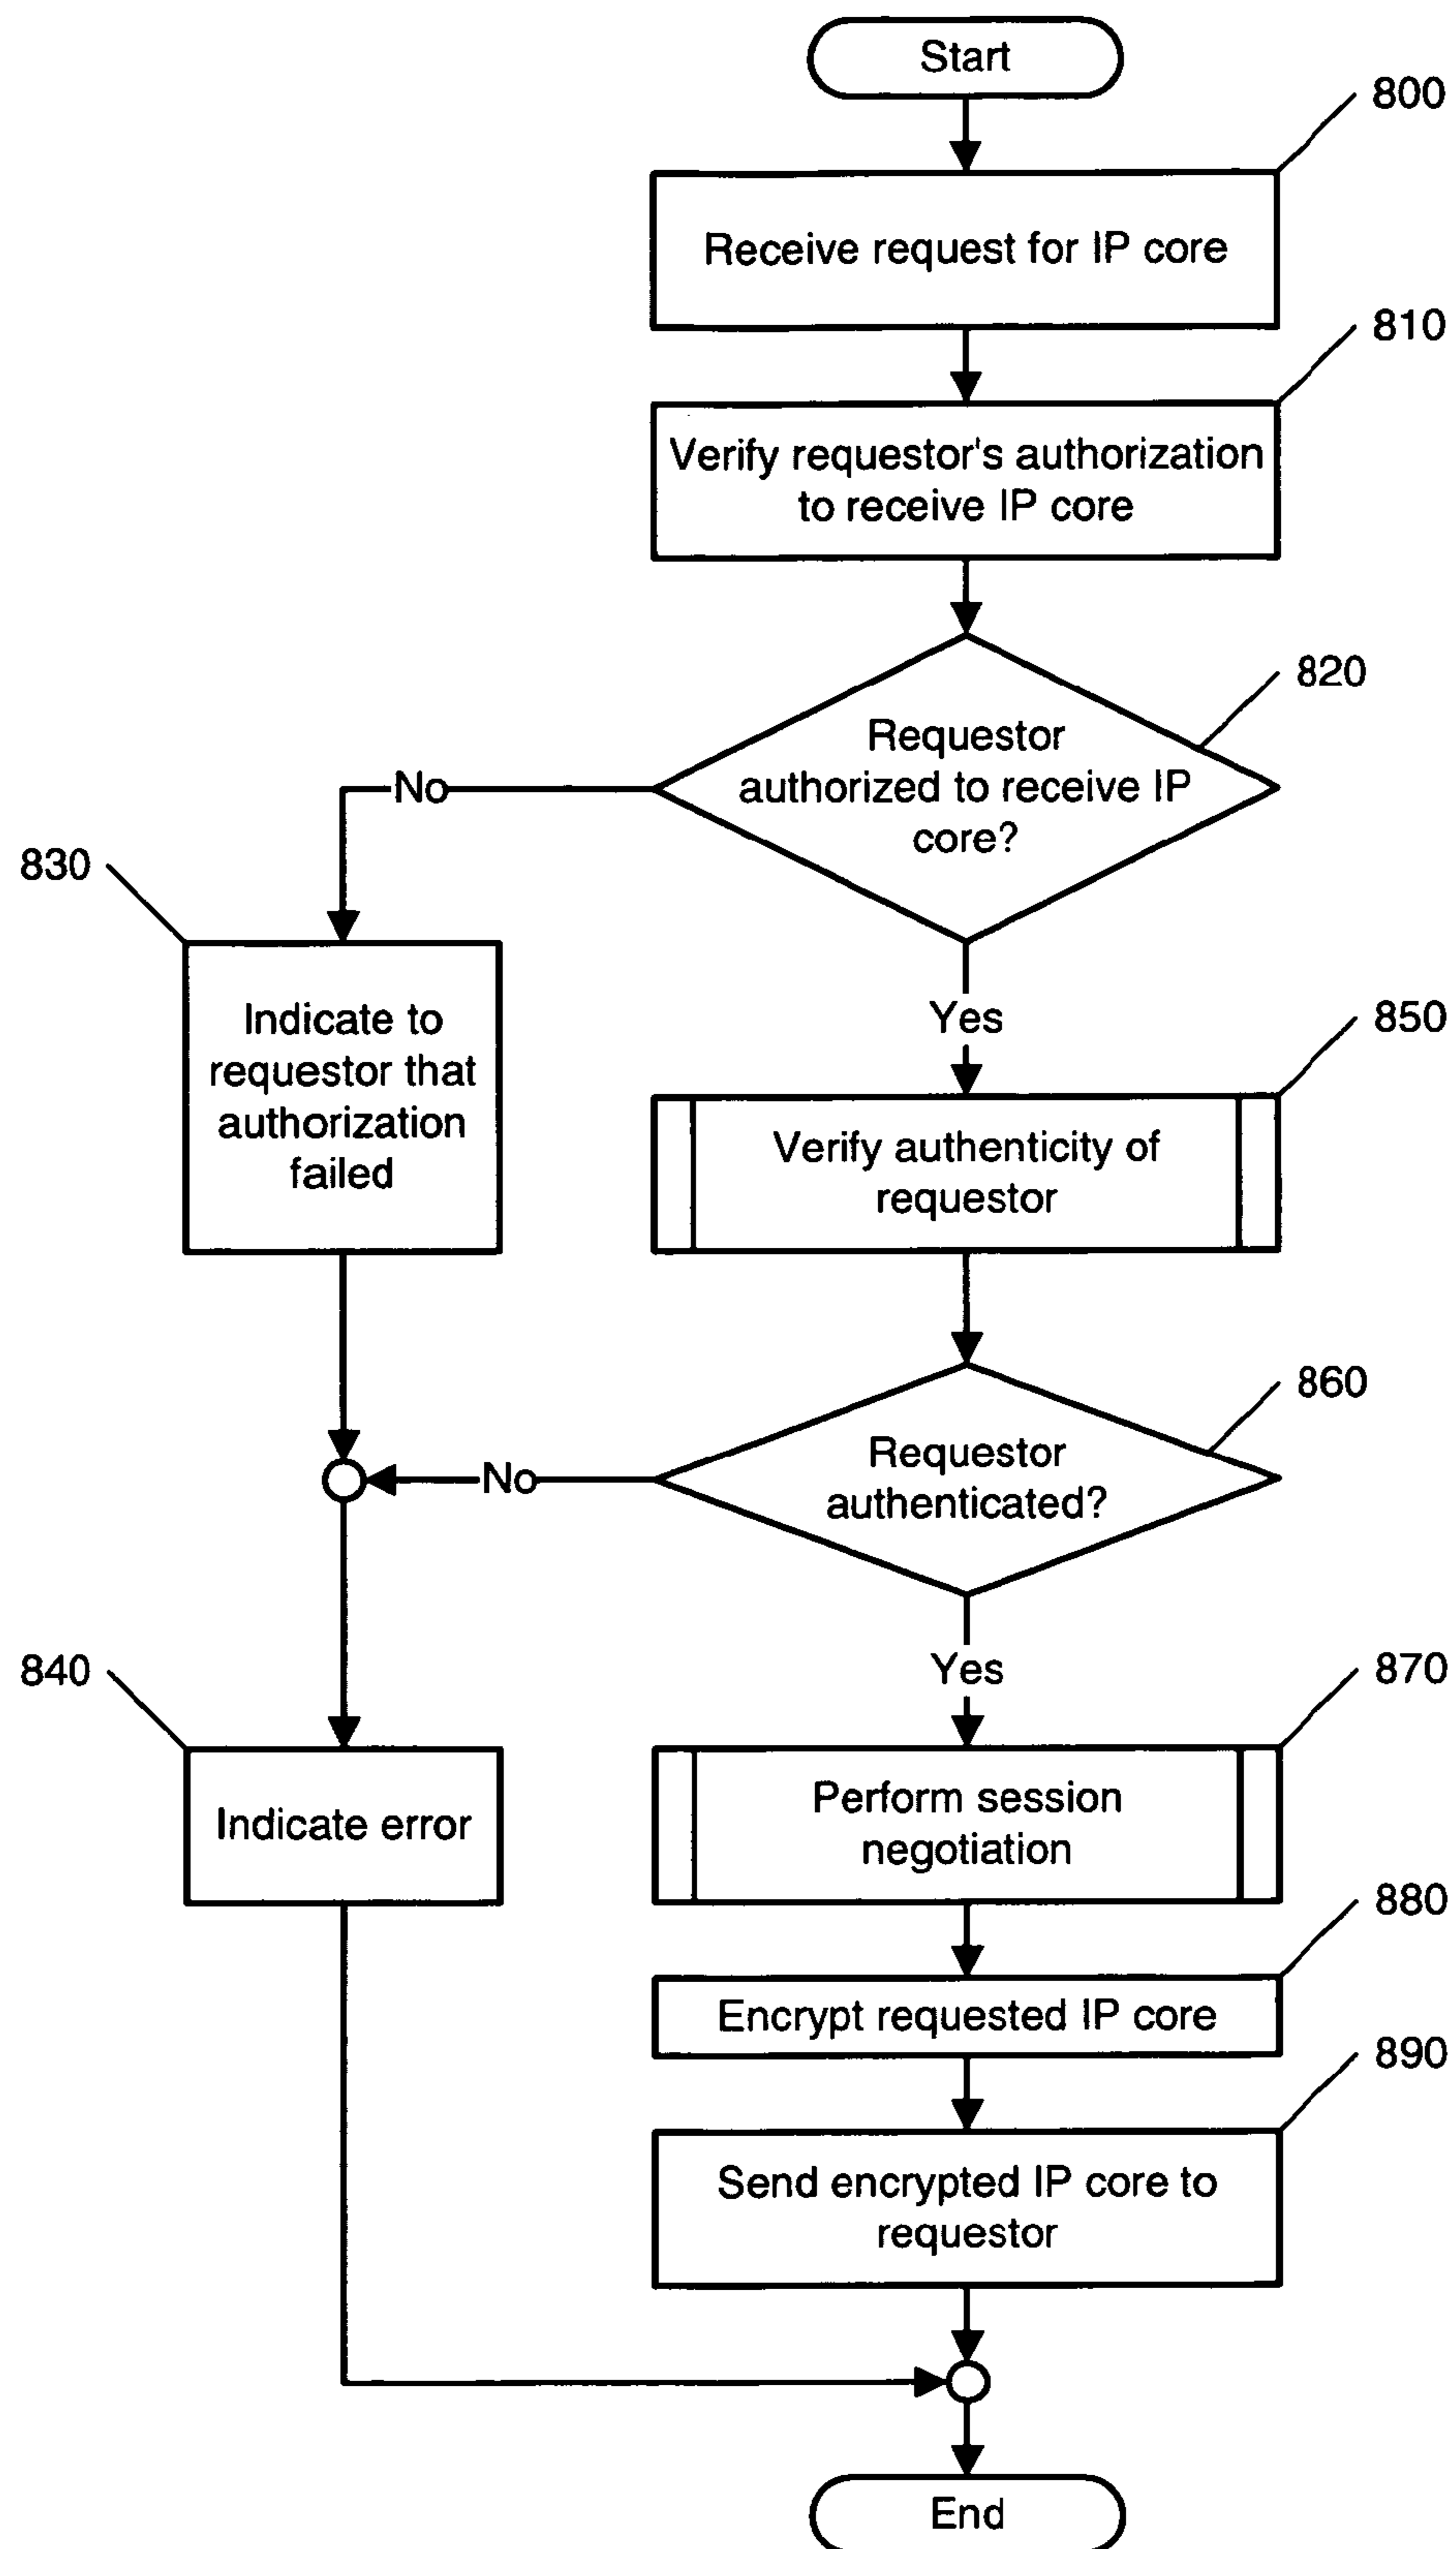 Start
800
Receive request for IP core
810
Verify requestor's authorization
to receive IP core
820
Requestor
authorized to receive IP
core?
No
830
Indicate to
requestor that
authorization
failed
Yes
850
Verify authenticity of
requestor
860
Requestor
authenticated?
No
Yes
840
Indicate error
870
Perform session
negotiation
880
Encrypt requested IP core
890
Send encrypted IP core to
requestor
End